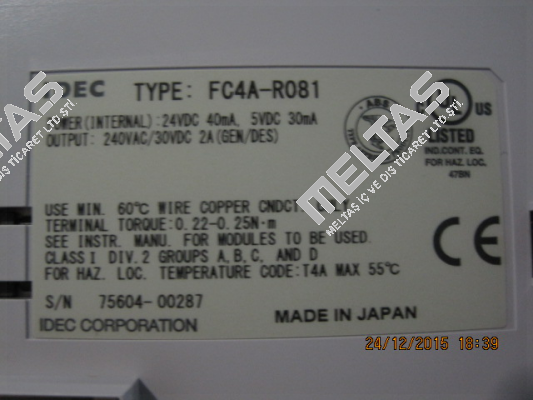 IDEC TYPE: FC4A-R081
POWER(INTERNAL):24VDC 40mA, 5VDC 30mA
OUTPUT: 240VAC/30VDC 2A(GEN/DES)
ABS
US
LISTED
IND.CONT. EQ.
FOR HAZ. LOC.
47BN
MELTAS
MELTAŞ İÇ VE DIŞ TİCARET LTD ŞTİ.
USE MIN. 60℃ WIRE COPPER CNDCT
TERMINAL TORQUE:0.22-0.25N·m
SEE INSTR. MANU. FOR MODULES TO BE USED.
CLASS I DIV.2 GROUPS A,B,C, AND D
FOR HAZ. LOC. TEMPERATURE CODE:T4A MAX 55℃
S/N 75604-00287
IDEC CORPORATION MADE IN JAPAN
24/12/2015 18:39